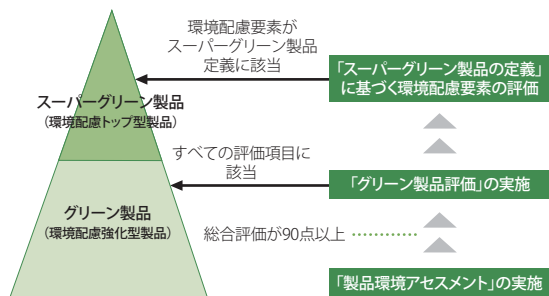 環境配慮要素が
スーパーグリーン製品
定義に該当
「スーパーグリーン製品の定義」
に基づく環境配慮要素の評価
スーパーグリーン製品
（環境配慮トップ型製品）
すべての評価項目に
該当
「グリーン製品評価」の実施
グリーン製品
（環境配慮強化型製品）
総合評価が90点以上
「製品環境アセスメント」の実施